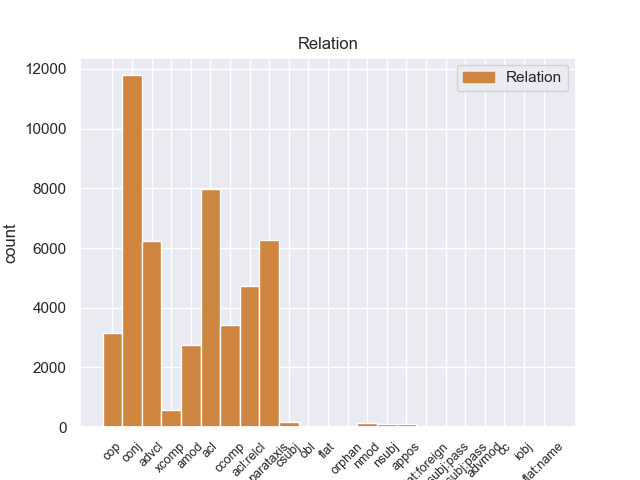 Relation
Relation
12000
10000
8000
6000
4000
2000
0
count
cop
conj
advcl
xcomp
amod
acl
ccomp
acl:relcl
parataxis
csubj
obl
flat
orphan
nmod
nsubj
appos
advmod
cc
iobj
flat:name